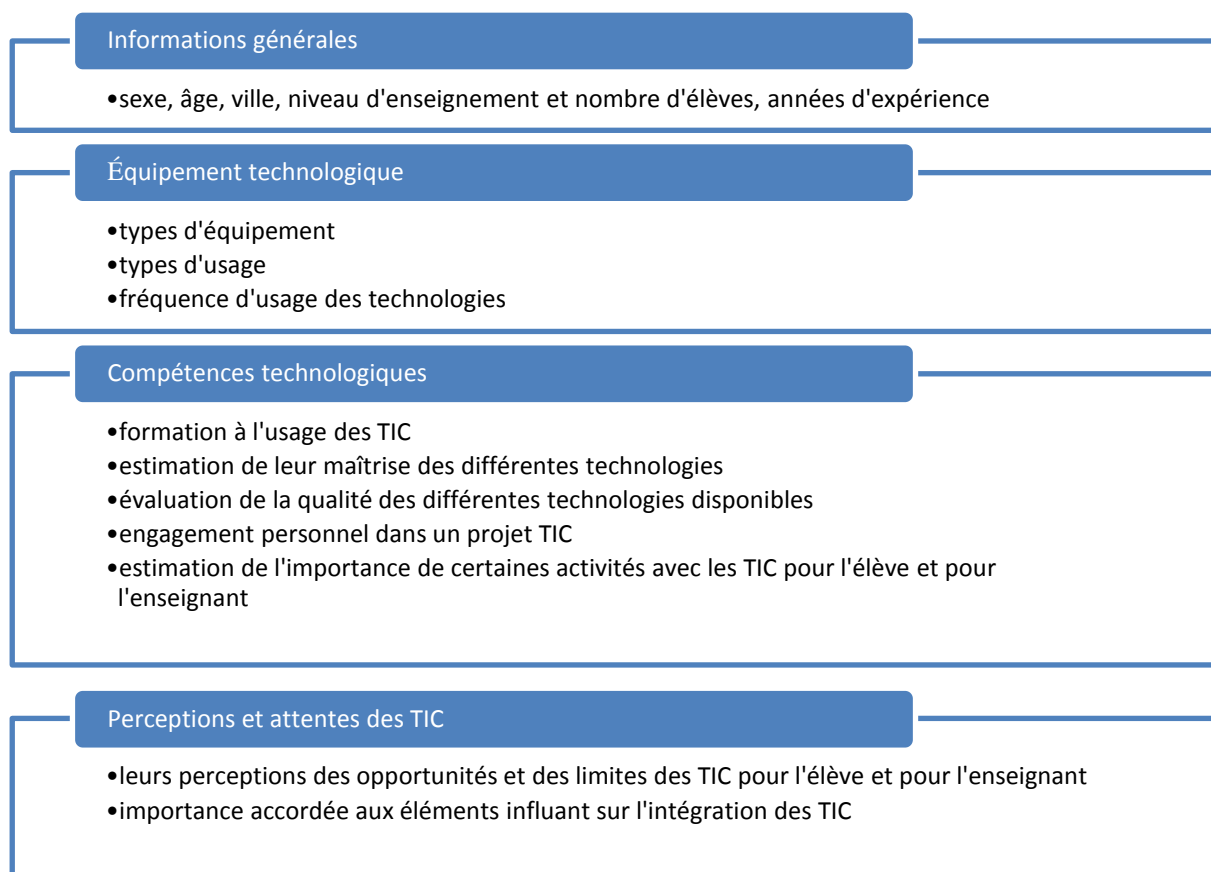 Informations générales
•sexe, âge, ville, niveau d'enseignement et nombre d'élèves, années d'expérience
Équipement technologique
•types d'équipement
•types d'usage
•fréquence d'usage des technologies
Compétences technologiques
•formation à l'usage des TIC
•estimation de leur maîtrise des différentes technologies
•évaluation de la qualité des différentes technologies disponibles
•engagement personnel dans un projet TIC
•estimation de l'importance de certaines activités avec les TIC pour l'élève et pour
l'enseignant
Perceptions et attentes des TIC
•leurs perceptions des opportunités et des limites des TIC pour l'élève et pour l'enseignant
•importance accordée aux éléments influant sur l'intégration des TIC